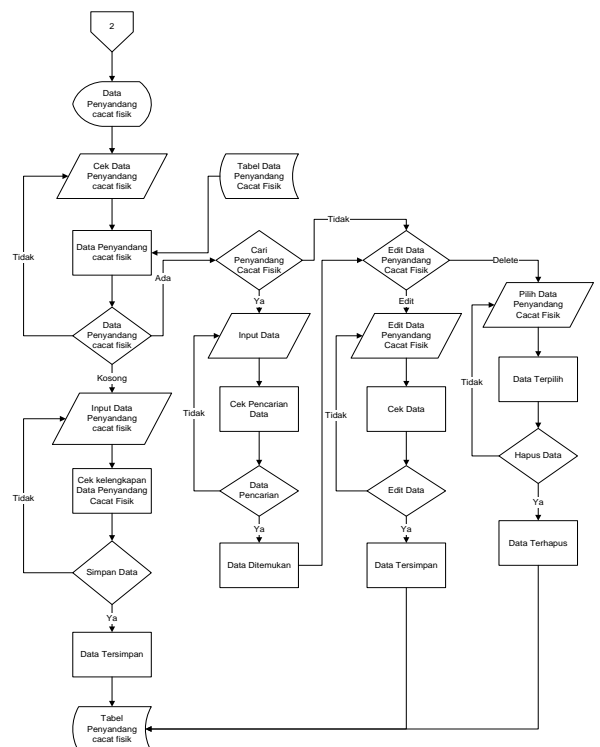 2
Data
Penyandang
cacat fisik
Cek Data
Penyandang
cacat fisik
Tabel Data
Penyandang
Cacat Fisik
Tidak
Data Penyandang
cacat fisik
Ada
Cari
Penyandang
Cacat Fisik
Tidak
Edit Data
Penyandang
Cacat Fisik
Delete
Pilih Data
Penyandang
Cacat Fisik
Data
Penyandang
cacat fisik
Ya
Edit
Input Data
Edit Data
Penyandang
Cacat Fisik
Kosong
Data Terpilih
Tidak
Input Data
Penyandang
cacat fisik
Cek Pencarian
Data
Tidak
Cek Data
Tidak
Hapus Data
Cek kelengkapan
Data Penyandang
Cacat Fisik
Tidak
Data
Pencarian
Edit Data
Ya
Ya
Ya
Data Terhapus
Simpan Data
Data Ditemukan
Data Tersimpan
Ya
Data Tersimpan
Tabel
Penyandang
cacat fisik